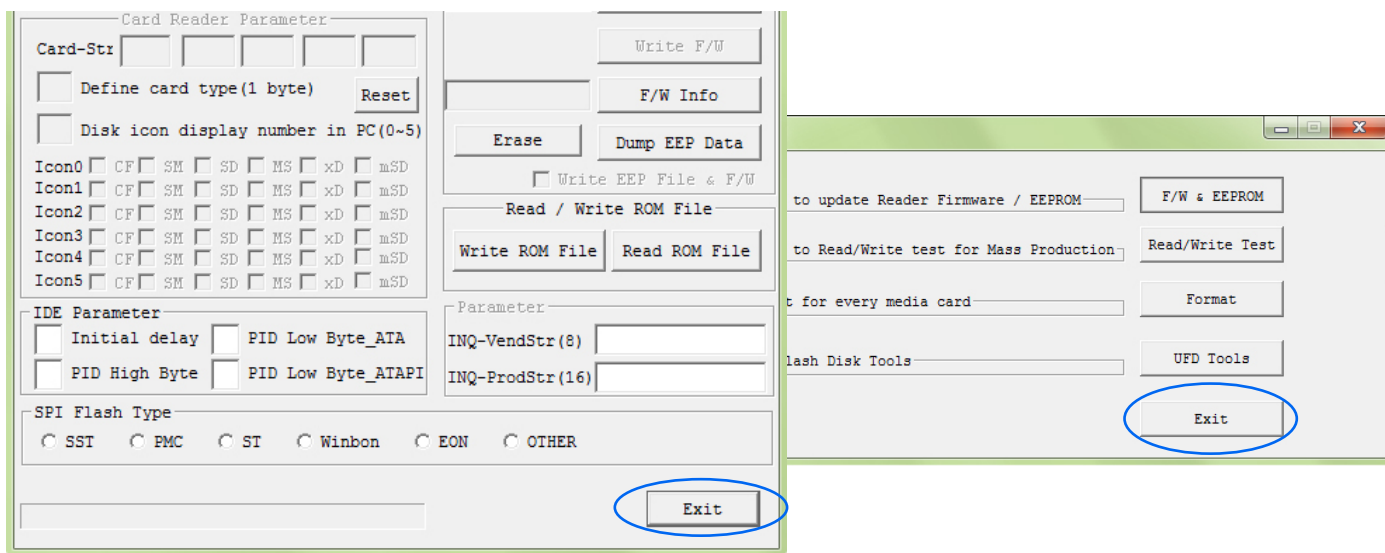 Card Reader Parameter
Card-Str
Define card type(1 byte)
Reset
Disk icon display number in PC(0~5)
Icon0 CF SM SD MS xD mSD
Icon1 CF SM SD MS xD mSD
Icon2 CF SM SD MS xD mSD
Icon3 CF SM SD MS xD mSD
Icon4 CF SM SD MS xD mSD
Icon5 CF SM SD MS xD mSD
IDE Parameter
Initial delay PID Low Byte_ATA
PID High Byte PID Low Byte_ATAPI
Write F/W
F/W Info
Erase Dump EEP Data
Write EEP File & F/W
Read / Write ROM File
Write ROM File Read ROM File
Parameter
INQ-VendStr(8)
INQ-ProdStr(16)
SPI Flash Type
SST PMC ST Winbon EON OTHER
Exit
to update Reader Firmware / EEPROM F/W & EEPROM
to Read/Write test for Mass Production Read/Write Test
t for every media card Format
lash Disk Tools UFD Tools
Exit